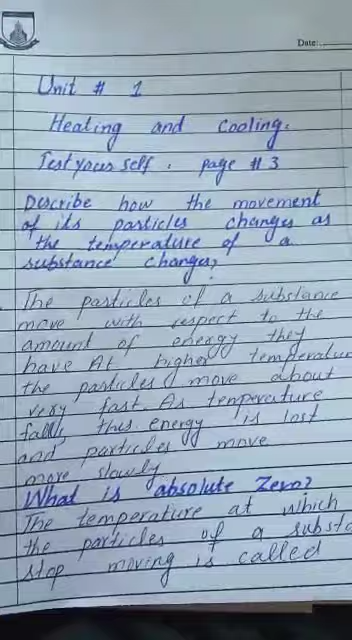 Date:
Unit # 1
Heating and Cooling.
Test your self. page # 3
Describe how the movement
of its particles changes as
the temperature of a
substance changes?
The particles of a substance
move with respect to the
amount of energy they
have At higher temperatur
the particles move about
very fast. As temperature
falls, this energy is lost
and particles move
more slowly
What is absolute Zero?
The temperature at which
the particles of a substa
stop moving is called